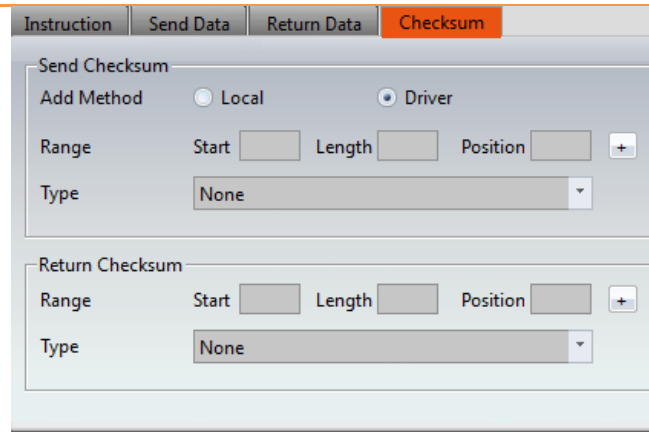 Instruction Send Data Return Data Checksum
Send Checksum
Add Method Local Driver
Range Start Length Position +
Type None
Return Checksum
Range Start Length Position +
Type None